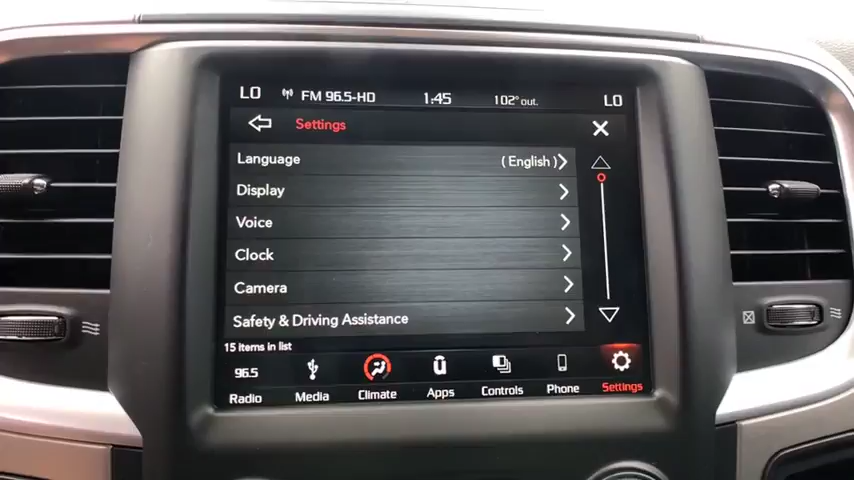 LO FM 96.5-HD 1:45 102° out. LO
Settings
Language ( English )
Display
Voice
Clock
Camera
Safety & Driving Assistance
15 items in list
96.5
Radio Media Climate Apps Controls Phone Settings